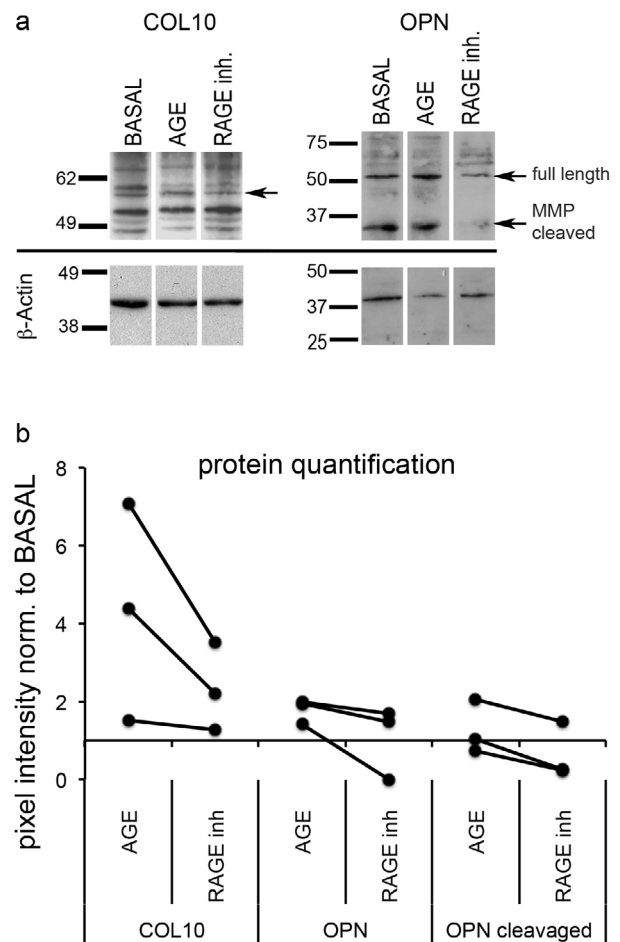 a
COL10
OPN
BASAL
AGE
RAGE inh.
BASAL
AGE
RAGE inh.
62
49
75
50
37
full length
MMP
cleaved
β-Actin
49
38
50
37
25
b
protein quantification
pixel intensity norm. to BASAL
8
6
4
2
0
AGE
RAGE inh
AGE
RAGE inh
AGE
RAGE inh
COL10
OPN
OPN cleavaged